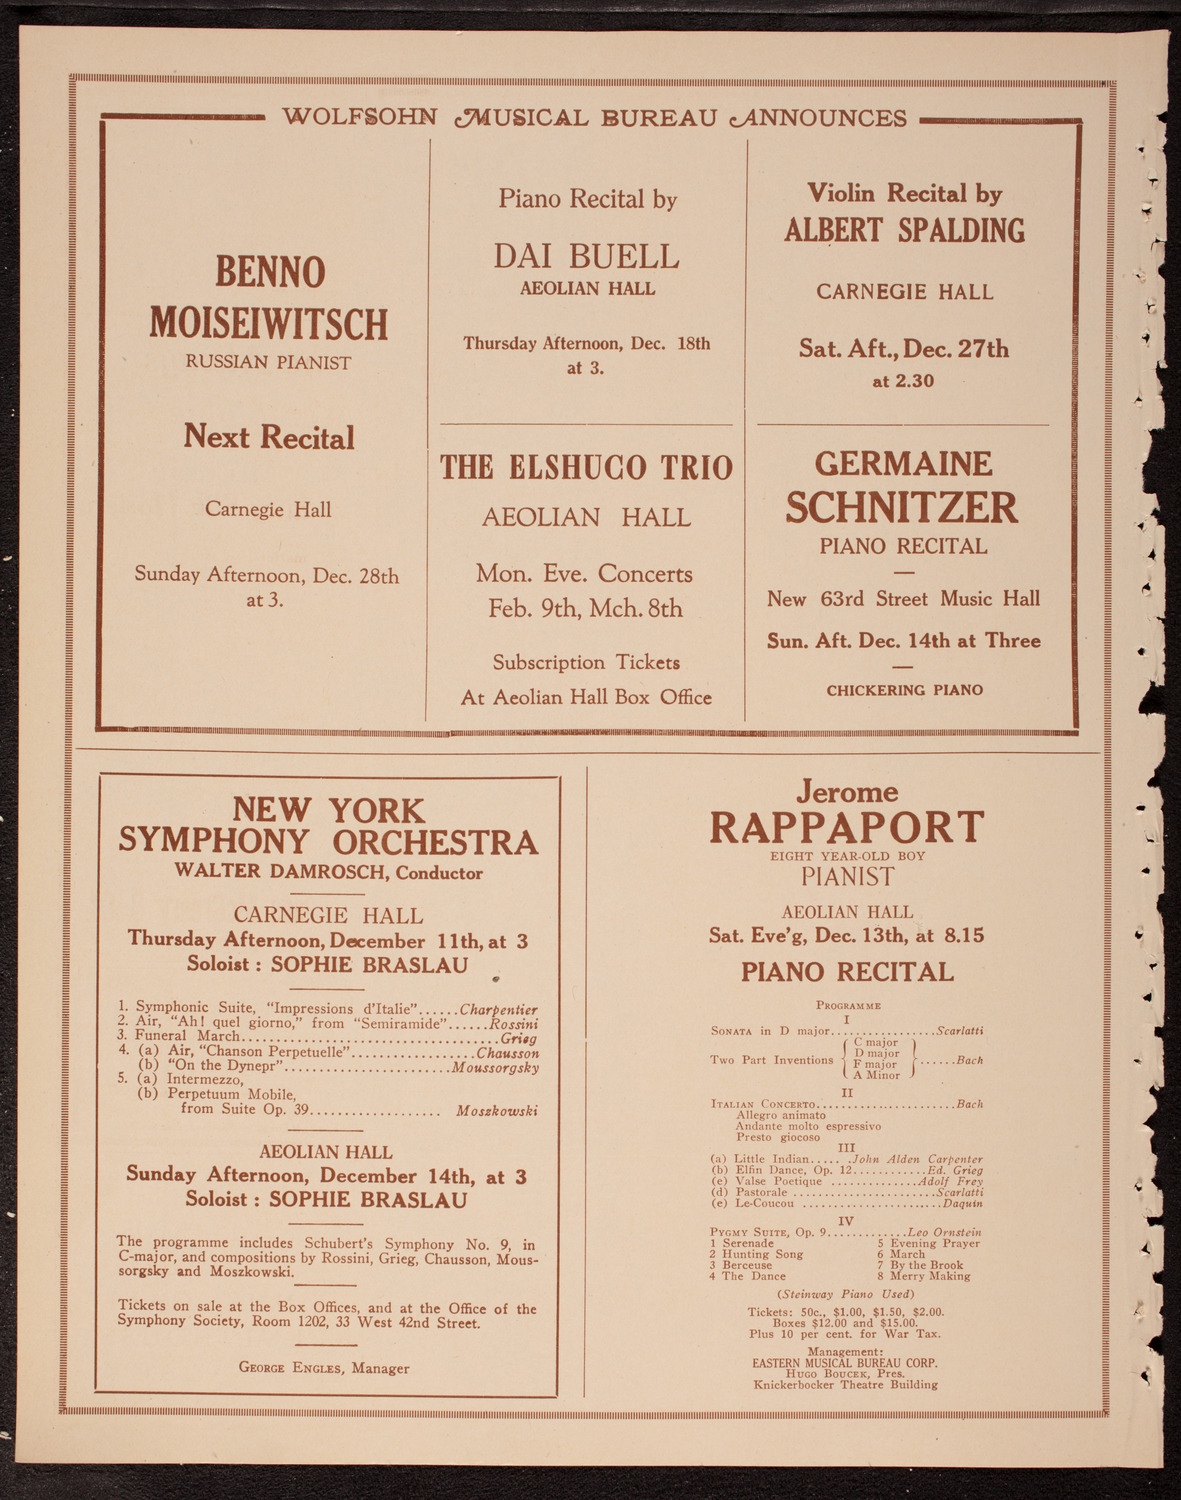 WOLFSOHN MUSICAL BUREAU ANNOUNCES
BENNO
MOISEIWITSCH
RUSSIAN PIANIST
Next Recital
Carnegie Hall
Sunday Afternoon, Dec. 28th
at 3.
Piano Recital by
DAI BUELL
AEOLIAN HALL
Thursday Afternoon, Dec. 18th
at 3.
THE ELSHUCO TRIO
AEOLIAN HALL
Mon. Eve. Concerts
Feb. 9th, Mch. 8th
Subscription Tickets
At Aeolian Hall Box Office
Violin Recital by
ALBERT SPALDING
CARNEGIE HALL
Sat. Aft., Dec. 27th
at 2.30
GERMAINE
SCHNITZER
PIANO RECITAL
New 63rd Street Music Hall
Sun. Aft. Dec. 14th at Three
CHICKERING PIANO
NEW YORK
SYMPHONY ORCHESTRA
WALTER DAMROSCH, Conductor
CARNEGIE HALL
Thursday Afternoon, December 11th, at 3
Soloist : SOPHIE BRASLAU
1. Symphonic Suite, "Impressions d'Italie"......Charpentier
2. Air, "Ah! quel giorno," from "Semiramide"......Rossini
3. Funeral March.....................................Grieg
4. (a) Air, "Chanson Perpetuelle"..................Chausson
(b) "On the Dynepr"........................Moussorgsky
5. (a) Intermezzo,
(b) Perpetuum Mobile,
from Suite Op. 39................... Moszkowski
AEOLIAN HALL
Sunday Afternoon, December 14th, at 3
Soloist : SOPHIE BRASLAU
The programme includes Schubert's Symphony No. 9, in
C-major, and compositions by Rossini, Grieg, Chausson, Mous-
sorgsky and Moszkowski.
Tickets on sale at the Box Offices, and at the Office of the
Symphony Society, Room 1202, 33 West 42nd Street.
GEORGE ENGLES, Manager
Jerome
RAPPAPORT
EIGHT YEAR-OLD BOY
PIANIST
AEOLIAN HALL
Sat. Eve'g, Dec. 13th, at 8.15
PIANO RECITAL
PROGRAMME
I
SONATA in D major................Scarlatti
Two Part Inventions { C major
D major
F major
A Minor } ......Bach
II
ITALIAN CONCERTO......................Bach
Allegro animato
Andante molto espressivo
Presto giocoso
III
(a) Little Indian..... .John Alden Carpenter
(b) Elfin Dance, Op. 12............Ed. Grieg
(c) Valse Poetique ..............Adolf Frey
(d) Pastorale .......................Scarlatti
(e) Le-Coucou .......................Daquin
IV
PYGMY SUITE, Op. 9............Leo Ornstein
1 Serenade 5 Evening Prayer
2 Hunting Song 6 March
3 Berceuse 7 By the Brook
4 The Dance 8 Merry Making
(Steinway Piano Used)
Tickets: 50c., $1.00, $1.50, $2.00.
Boxes $12.00 and $15.00.
Plus 10 per cent. for War Tax.
Management:
EASTERN MUSICAL BUREAU CORP.
HUGO BOUCEK, Pres.
Knickerbocker Theatre Building